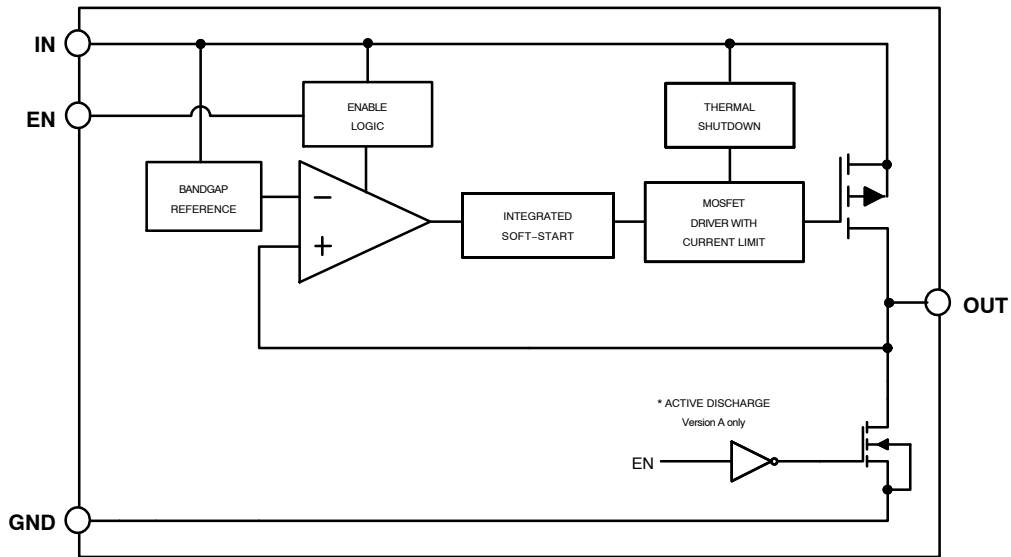 IN
ENABLE
LOGIC
THERMAL
SHUTDOWN
EN
BANDGAP
REFERENCE
−
+
INTEGRATED
SOFT−START
MOSFET
DRIVER WITH
CURRENT LIMIT
OUT
* ACTIVE DISCHARGE
Version A only
EN
GND